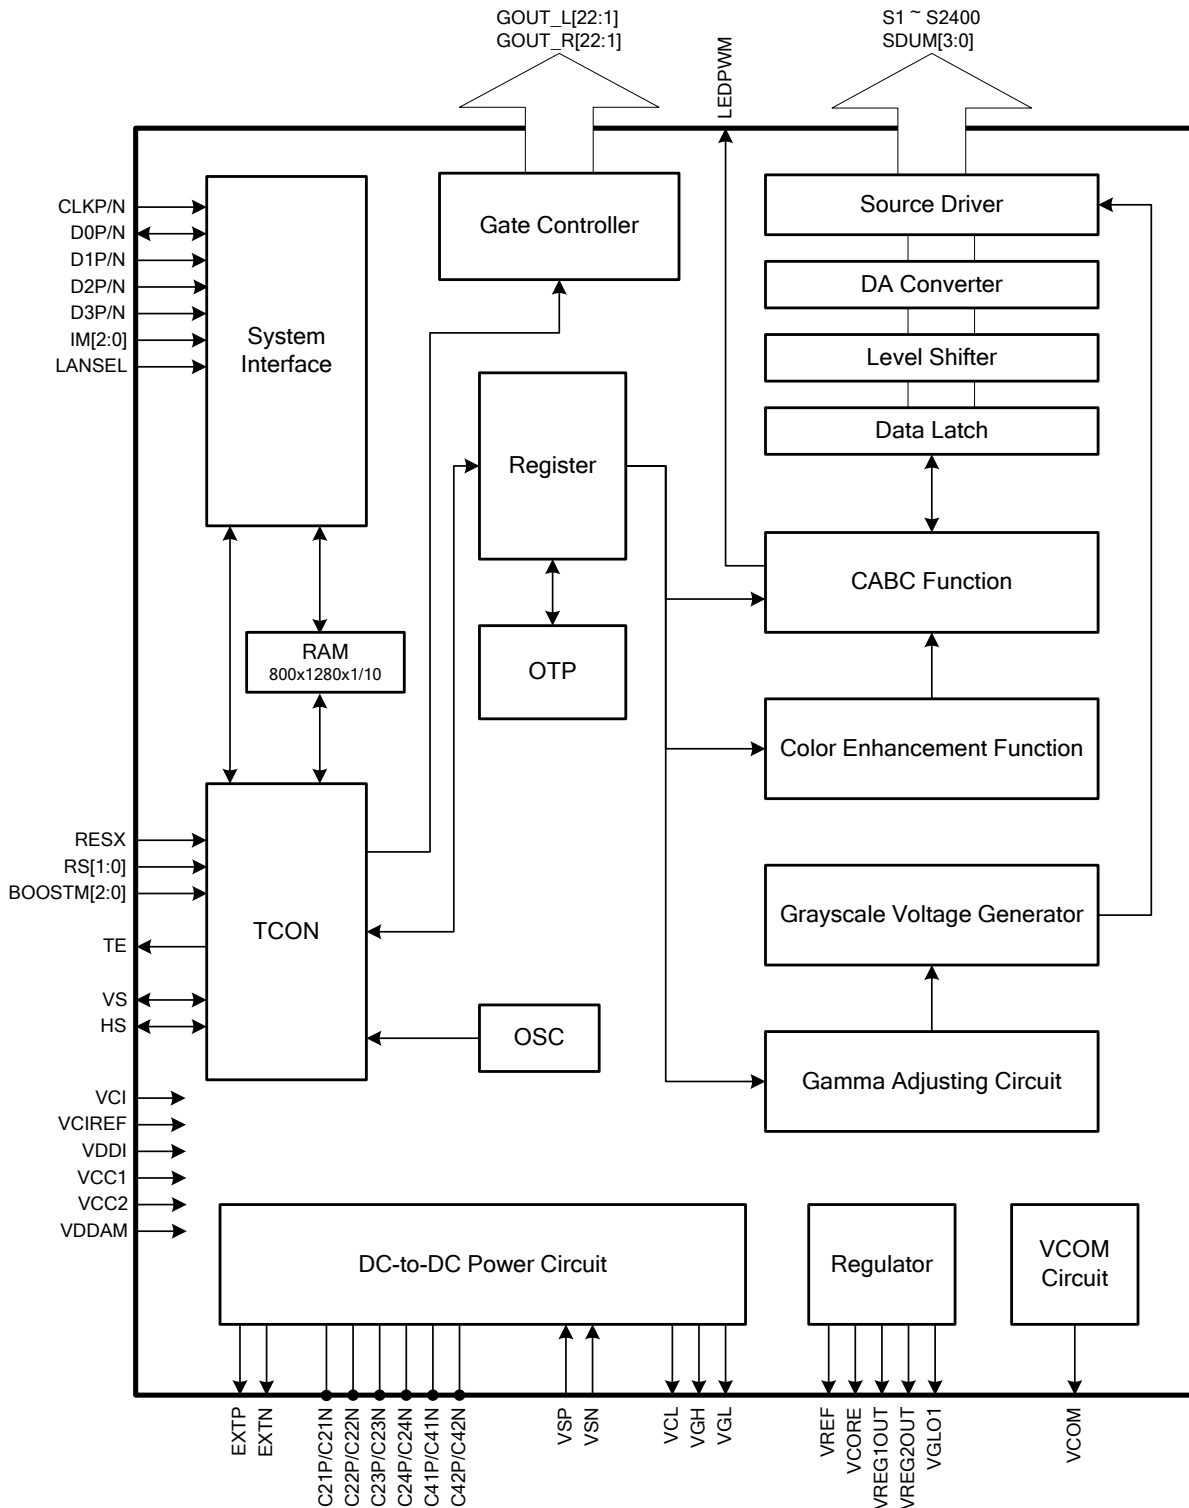 GOUT_L[22:1]
GOUT_R[22:1]
LEDPWM
S1 ~ S2400
SDUM[3:0]
CLKP/N
D0P/N
D1P/N
D2P/N
D3P/N
IM[2:0]
LANSEL
System
Interface
Gate Controller
Source Driver
DA Converter
Level Shifter
Data Latch
Register
CABC Function
OTP
RAM
800x1280x1/10
Color Enhancement Function
RESX
RS[1:0]
BOOSTM[2:0]
TE
VS
HS
TCON
Grayscale Voltage Generator
OSC
Gamma Adjusting Circuit
VCI
VCIREF
VDDI
VCC1
VCC2
VDDAM
DC-to-DC Power Circuit
Regulator
VCOM
Circuit
EXTP
EXTN
C21P/C21N
C22P/C22N
C23P/C23N
C24P/C24N
C41P/C41N
C42P/C42N
VSP
VSN
VCL
VGH
VGL
VREF
VCORE
VREG1OUT
VREG2OUT
VGLO1
VCOM